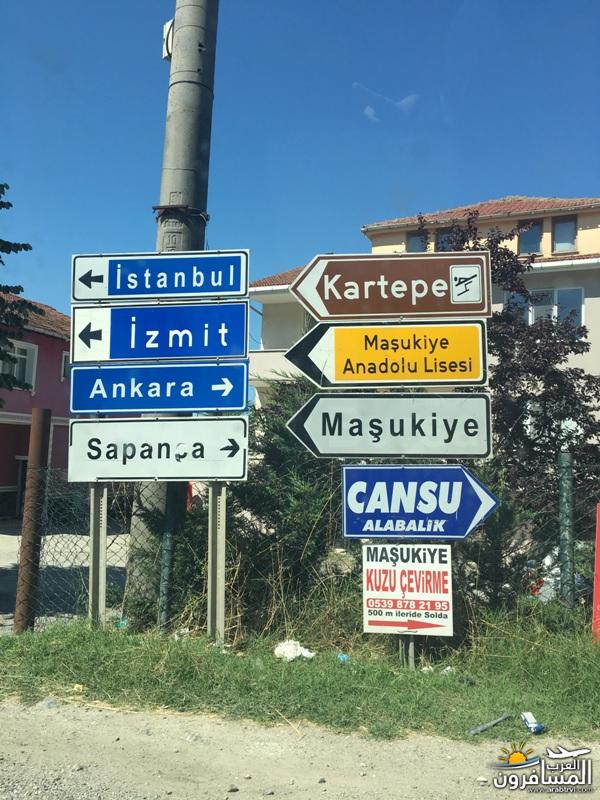 İstanbul
İzmit
Ankara
Sapanca
Kartepe
Maşukiye
Anadolu Lisesi
Maşukiye
CANSU
ALABALIK
MAŞUKİYE
KUZU ÇEVİRME
0539 878 21 95
500 m ileride Solda
العرب
المسافرون
www.arabtrvl.com